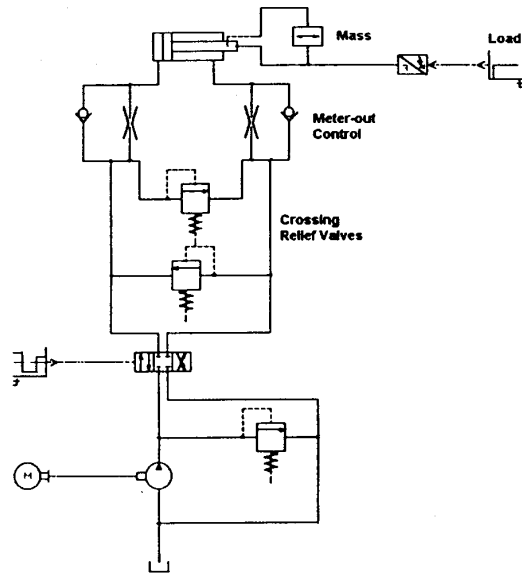 Mass
Load
t
Meter-out
Control
Crossing
Relief Valves
t
M